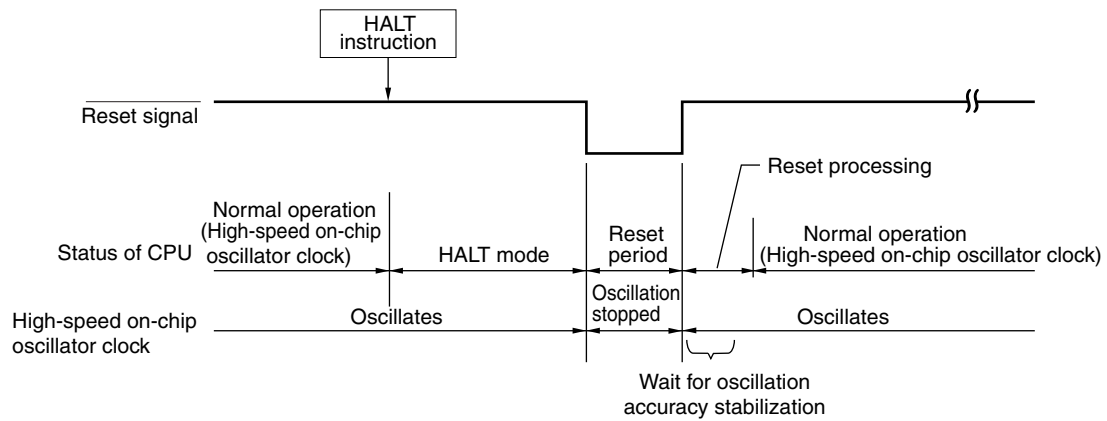 HALT
instruction
Reset signal
Reset processing
Normal operation
(High-speed on-chip
oscillator clock)
Status of CPU
HALT mode
Reset
period
Normal operation
(High-speed on-chip oscillator clock)
High-speed on-chip
oscillator clock
Oscillates
Oscillation
stopped
Oscillates
Wait for oscillation
accuracy stabilization